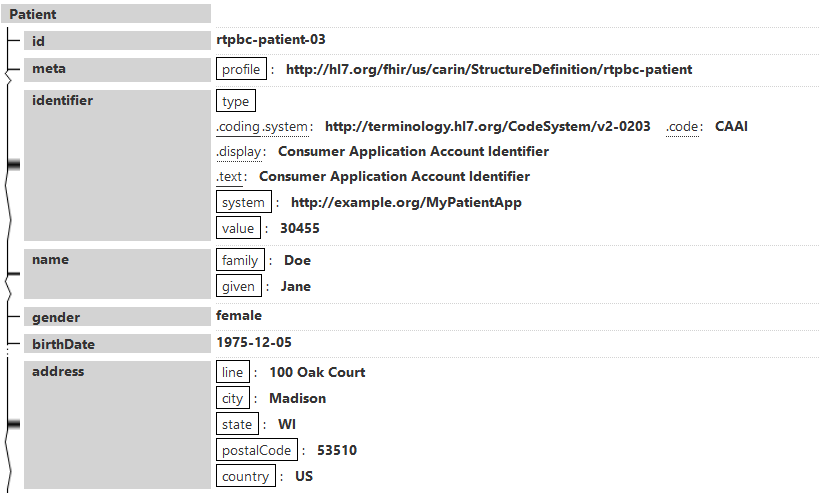 Patient
id rtpbc-patient-03
meta profile : http://hl7.org/fhir/us/carin/StructureDefinition/rtpbc-patient
identifier type
.coding.system: http://terminology.hl7.org/CodeSystem/v2-0203 .code: CAAI
.display: Consumer Application Account Identifier
.text: Consumer Application Account Identifier
system : http://example.org/MyPatientApp
value : 30455
name family : Doe
given : Jane
gender female
birthDate 1975-12-05
address line : 100 Oak Court
city : Madison
state : WI
postalCode : 53510
country : US